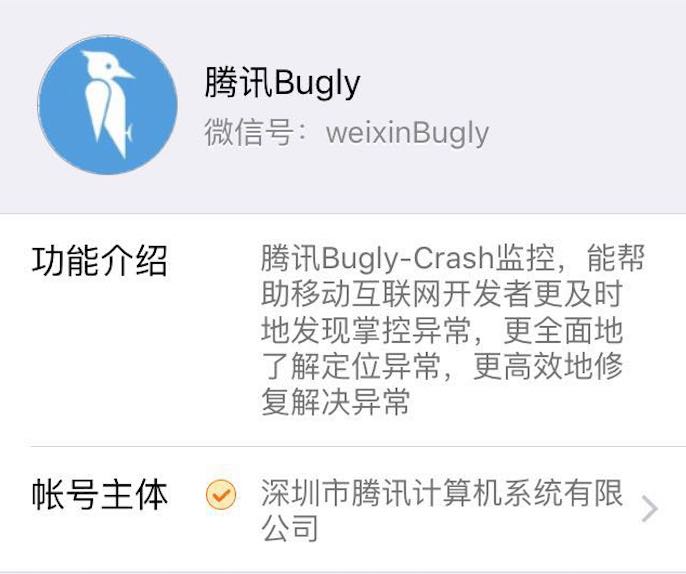 腾讯Bugly
微信号：weixinBugly
功能介绍
腾讯Bugly-Crash监控，能帮
助移动互联网开发者更及时
地发现掌控异常，更全面地
了解定位异常，更高效地修
复解决异常
帐号主体
深圳市腾讯计算机系统有限
公司